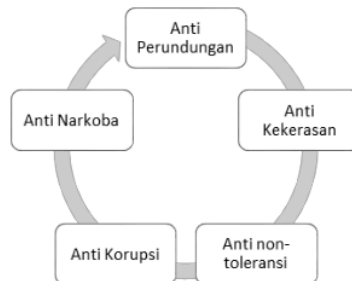 Anti
Perundungan
Anti
Kekerasan
Anti non-
toleransi
Anti Korupsi
Anti Narkoba